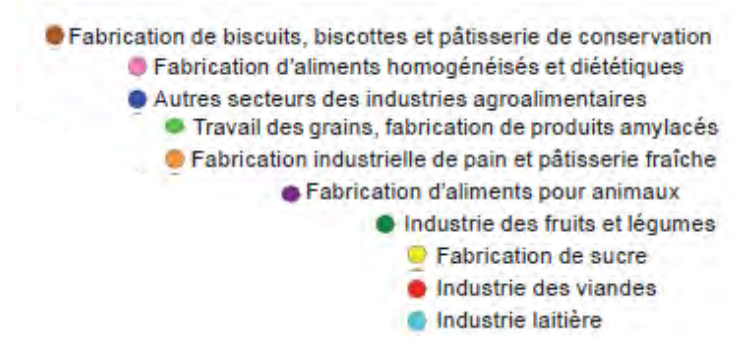 Fabrication de biscuits, biscottes et pâtisserie de conservation
Fabrication d'aliments homogénéisés et diététiques
Autres secteurs des industries agroalimentaires
Travail des grains, fabrication de produits amylacés
Fabrication industrielle de pain et pâtisserie fraîche
Fabrication d'aliments pour animaux
Industrie des fruits et légumes
Fabrication de sucre
Industrie des viandes
Industrie laitière